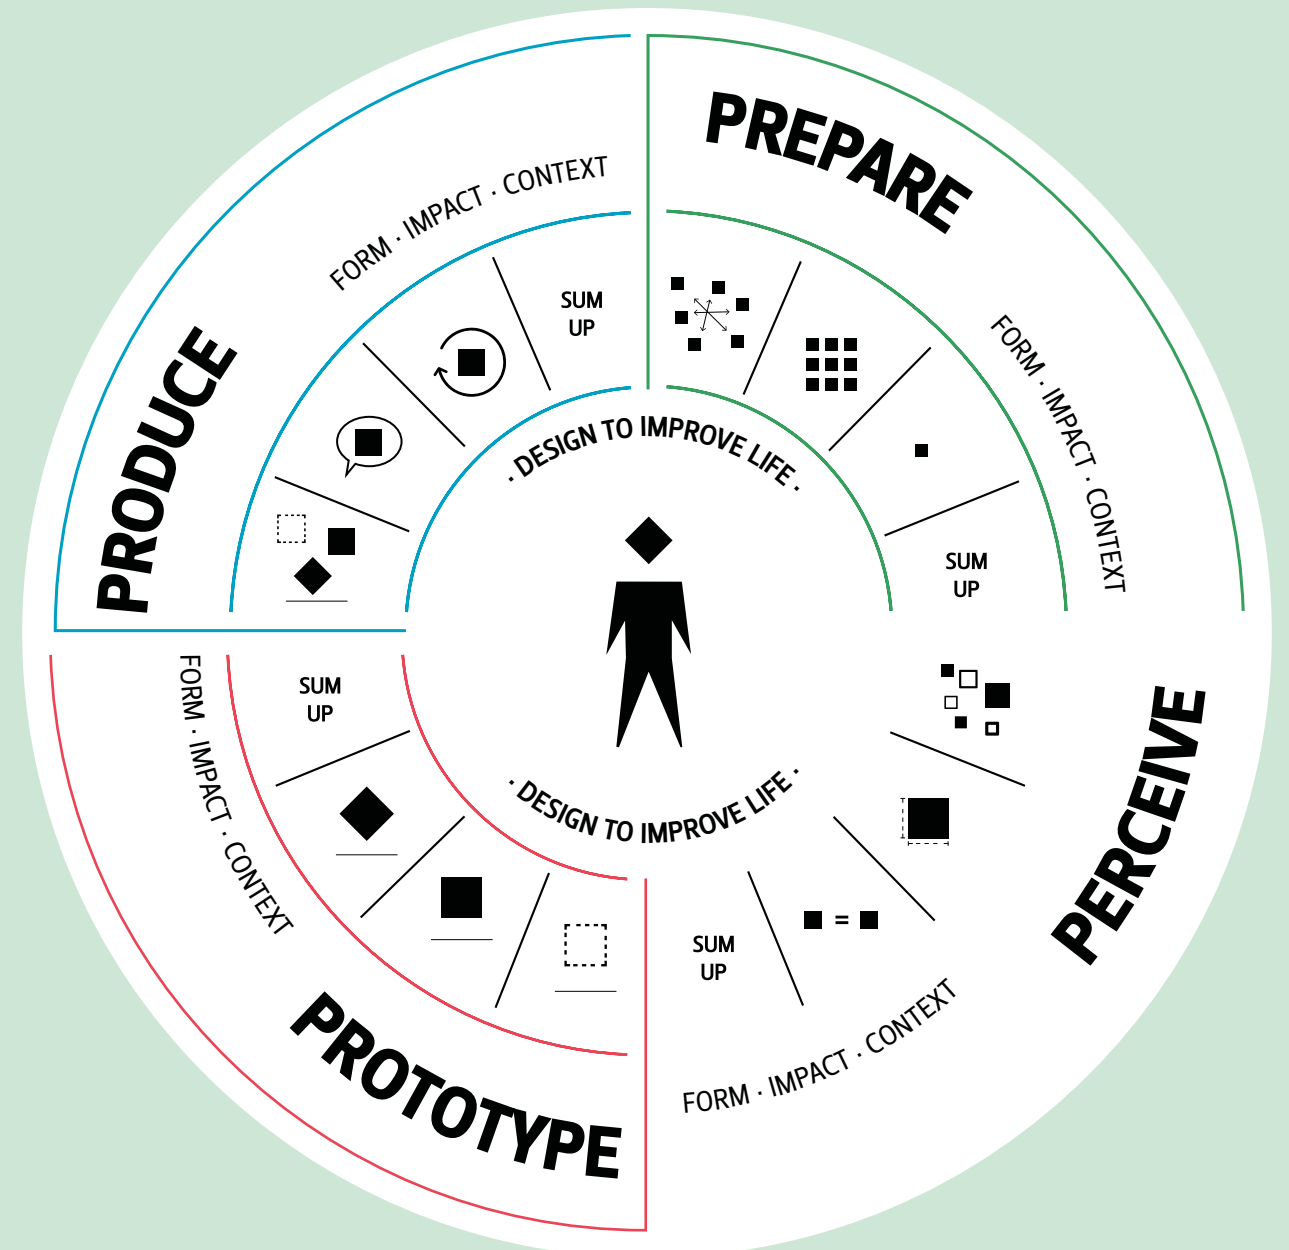 PREPARE
FORM · IMPACT · CONTEXT
SUM
UP
PERCEIVE
FORM · IMPACT · CONTEXT
=
SUM
UP
PROTOTYPE
FORM · IMPACT · CONTEXT
SUM
UP
PRODUCE
FORM · IMPACT · CONTEXT
SUM
UP
· DESIGN TO IMPROVE LIFE ·
· DESIGN TO IMPROVE LIFE ·